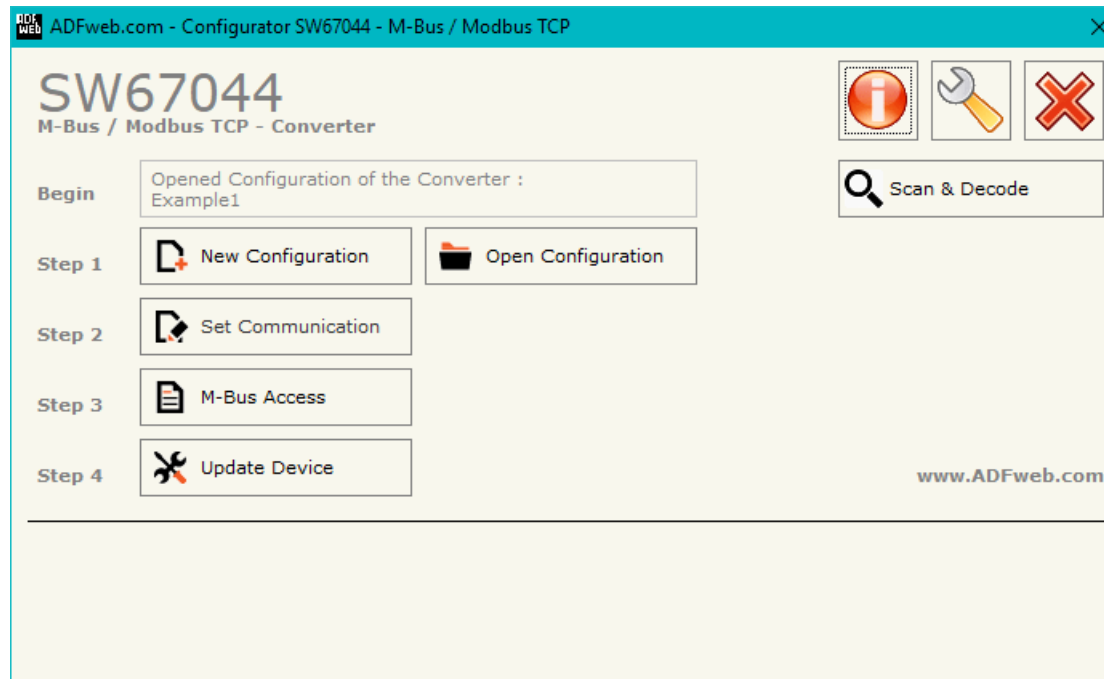 ADF
web ADFweb.com - Configurator SW67044 - M-Bus / Modbus TCP
SW67044
M-Bus / Modbus TCP - Converter
Begin
Opened Configuration of the Converter :
Example1
Scan & Decode
Step 1
New Configuration
Open Configuration
Step 2
Set Communication
Step 3
M-Bus Access
Step 4
Update Device
www.ADFweb.com